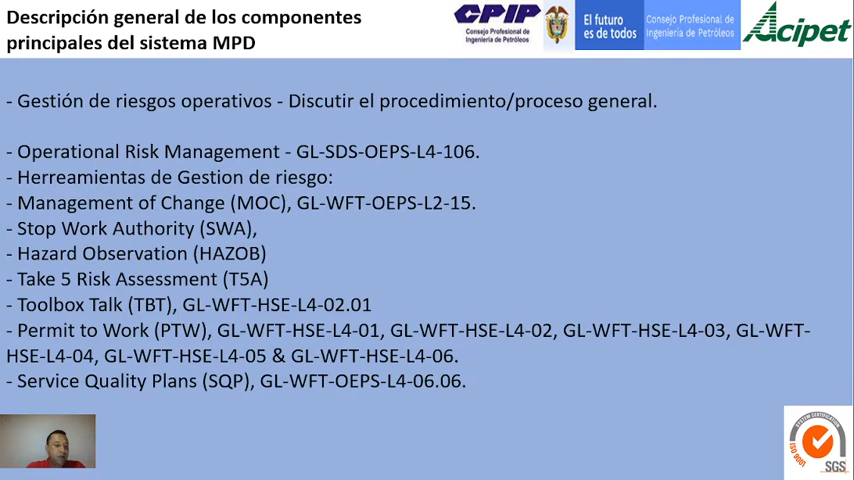 Descripción general de los componentes
principales del sistema MPD
CPIP
Consejo Profesional de
Ingeniería de Petróleos
El futuro
es de todos
Consejo Profesional de
Ingeniería de Petróleos
Acipet
- Gestión de riesgos operativos - Discutir el procedimiento/proceso general.
- Operational Risk Management - GL-SDS-OEPS-L4-106.
- Herreamientas de Gestion de riesgo:
- Management of Change (MOC), GL-WFT-OEPS-L2-15.
- Stop Work Authority (SWA),
- Hazard Observation (HAZOB)
- Take 5 Risk Assessment (T5A)
- Toolbox Talk (TBT), GL-WFT-HSE-L4-02.01
- Permit to Work (PTW), GL-WFT-HSE-L4-01, GL-WFT-HSE-L4-02, GL-WFT-HSE-L4-03, GL-WFT-
HSE-L4-04, GL-WFT-HSE-L4-05 & GL-WFT-HSE-L4-06.
- Service Quality Plans (SQP), GL-WFT-OEPS-L4-06.06.
SYSTEM CERTIFICATION
ISO 9001
SGS